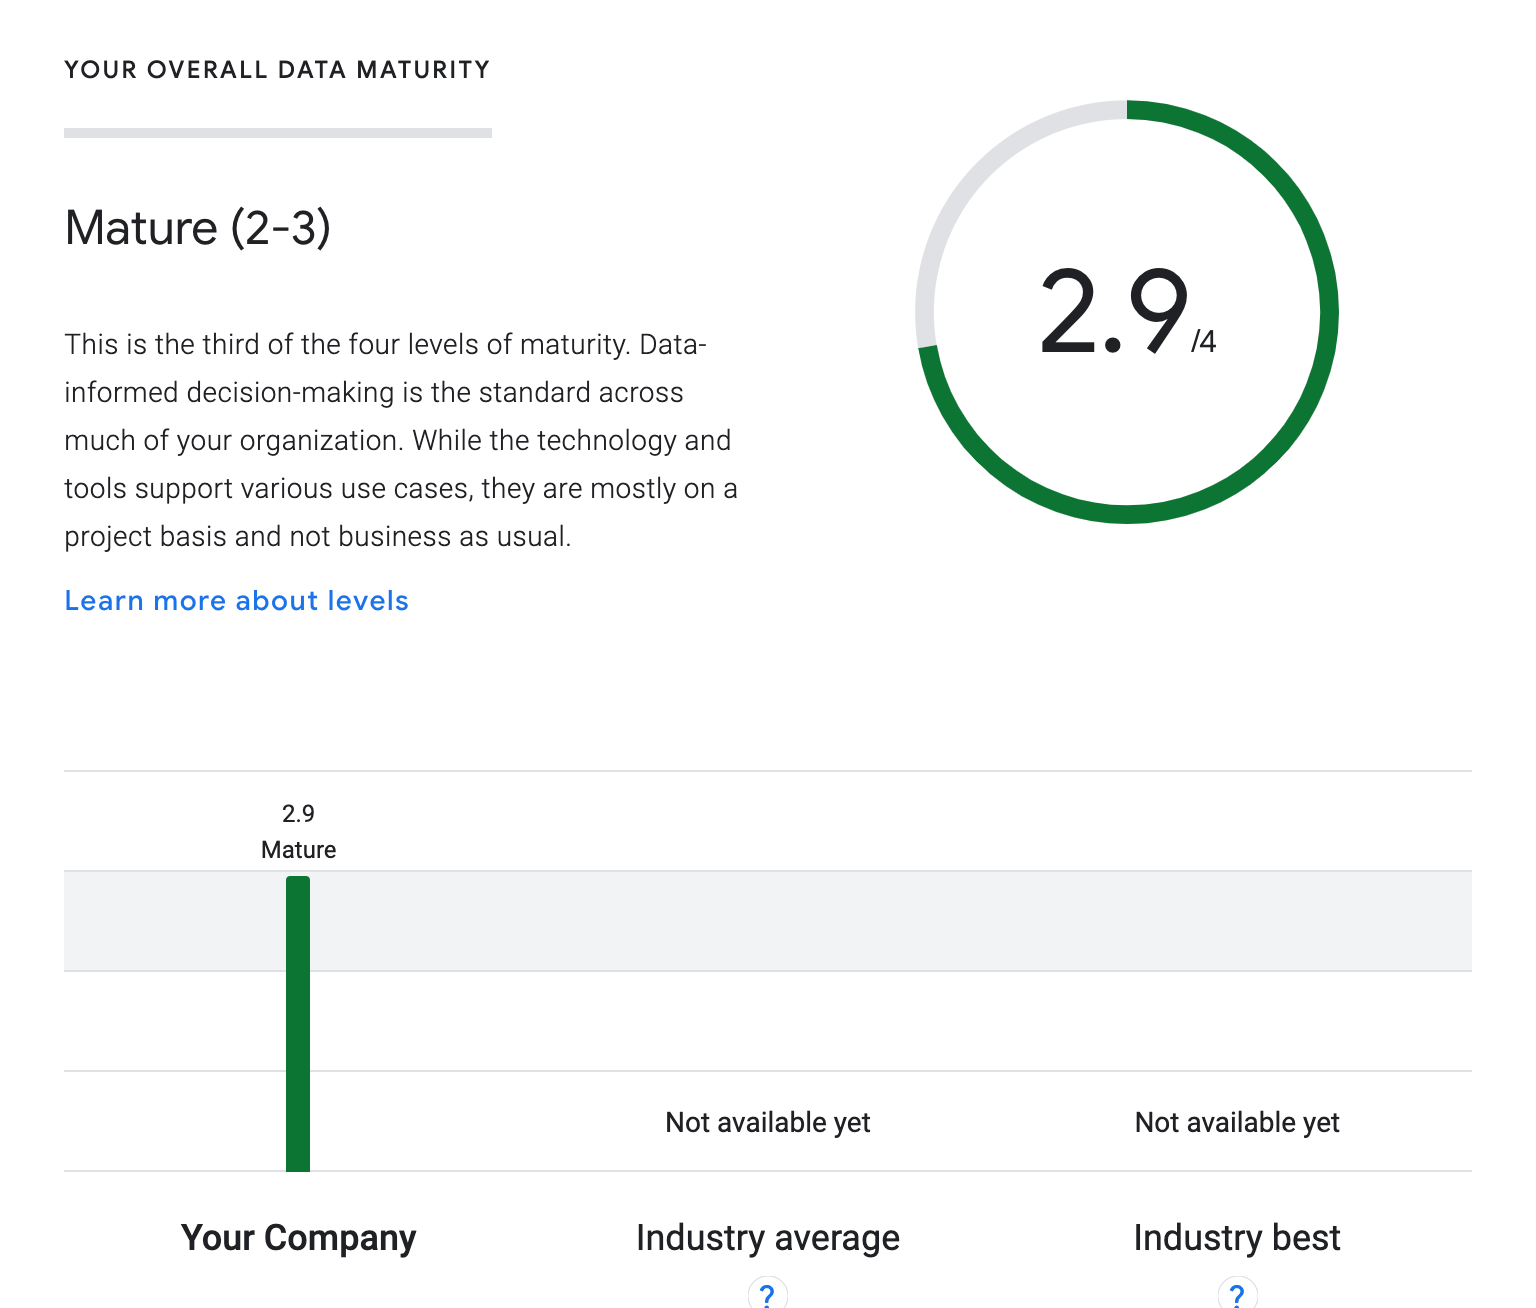 YOUR OVERALL DATA MATURITY
Mature (2-3)
This is the third of the four levels of maturity. Data-
informed decision-making is the standard across
much of your organization. While the technology and
tools support various use cases, they are mostly on a
project basis and not business as usual.
Learn more about levels
2.9/4
2.9
Mature
Not available yet
Not available yet
Your Company
Industry average
Industry best
?
?